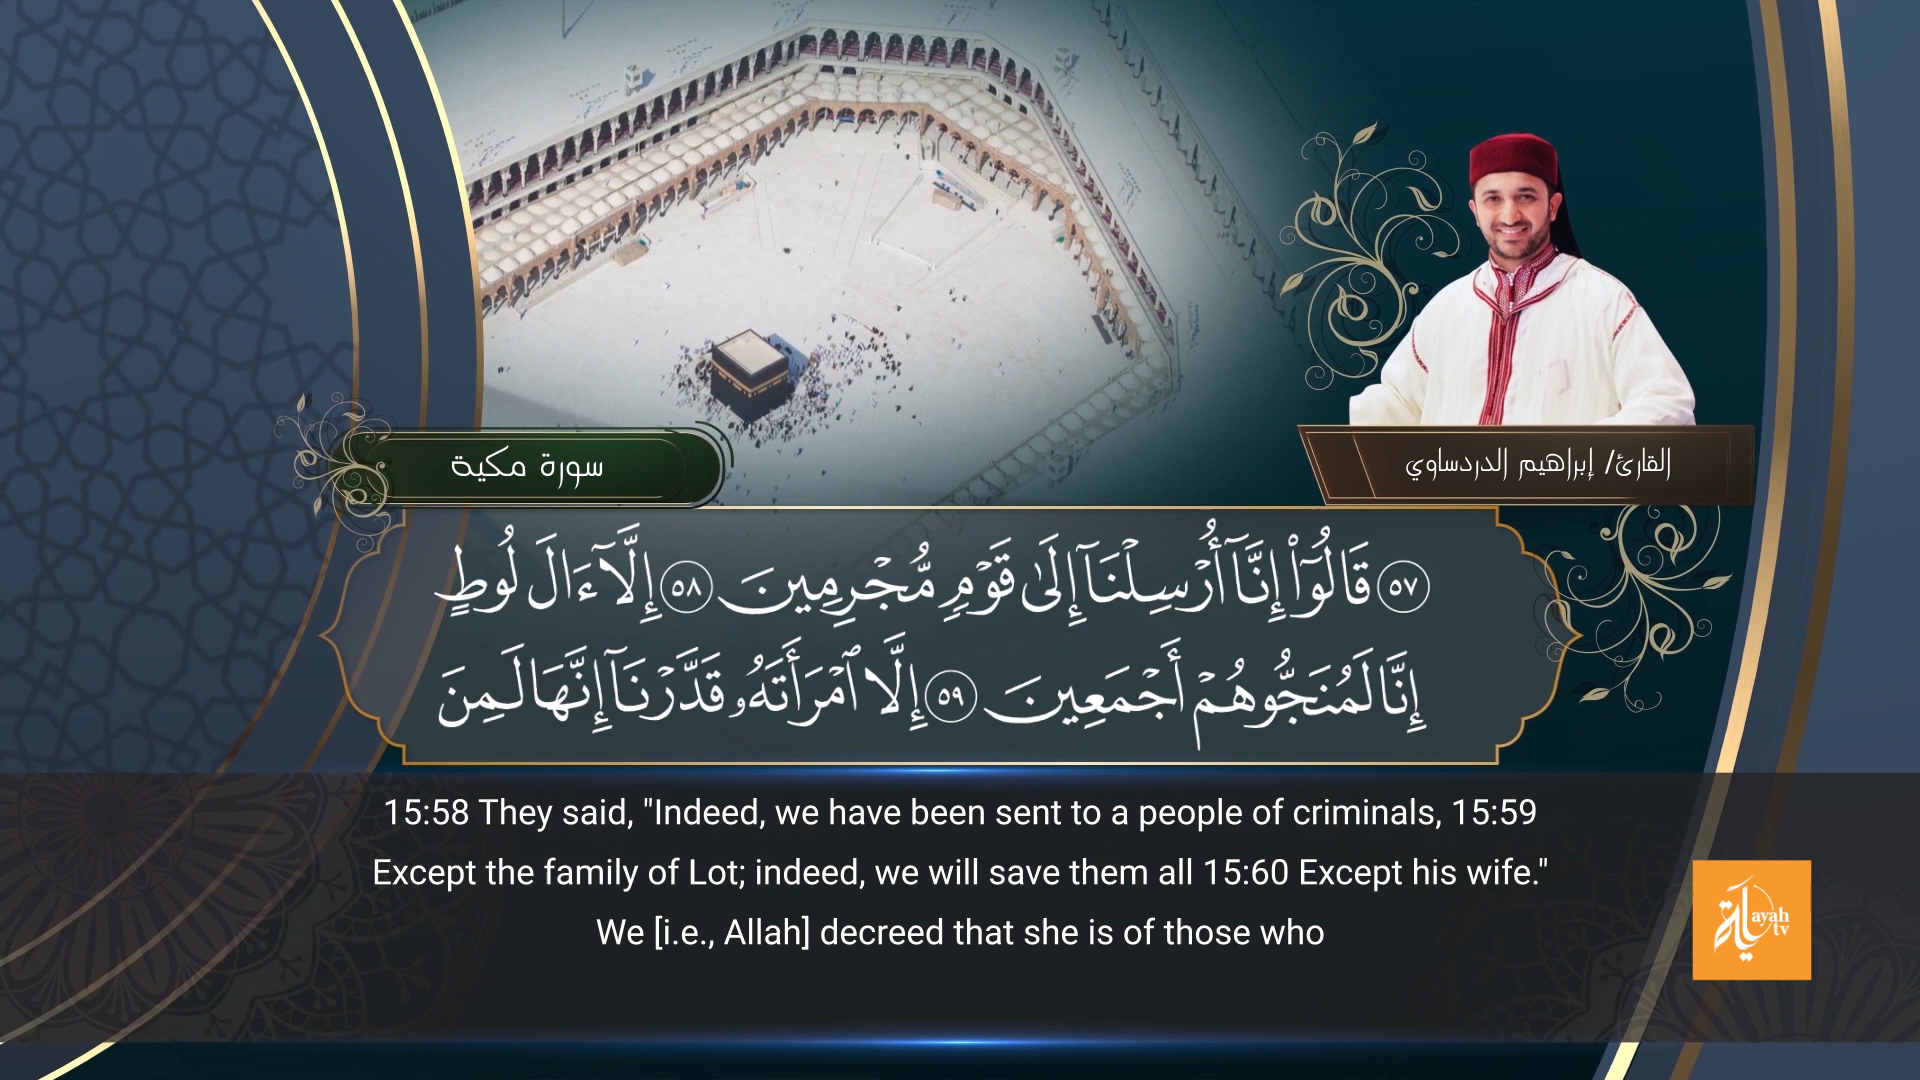 القارئ/ إبراهيم الدردساوي
سورة مكية
٥٧ قَالُوٓا۟ إِنَّآ أُرْسِلْنَآ إِلَىٰ قَوْمٍ مُّجْرِمِينَ ٥٨ إِلَّآ ءَالَ لُوطٍ
إِنَّا لَمُنَجُّوهُمْ أَجْمَعِينَ ٥٩ إِلَّا ٱمْرَأَتَهُۥ قَدَّرْنَآ إِنَّهَا لَمِنَ
15:58 They said, "Indeed, we have been sent to a people of criminals, 15:59
Except the family of Lot; indeed, we will save them all 15:60 Except his wife."
We [i.e., Allah] decreed that she is of those who
آية
ayah
tv